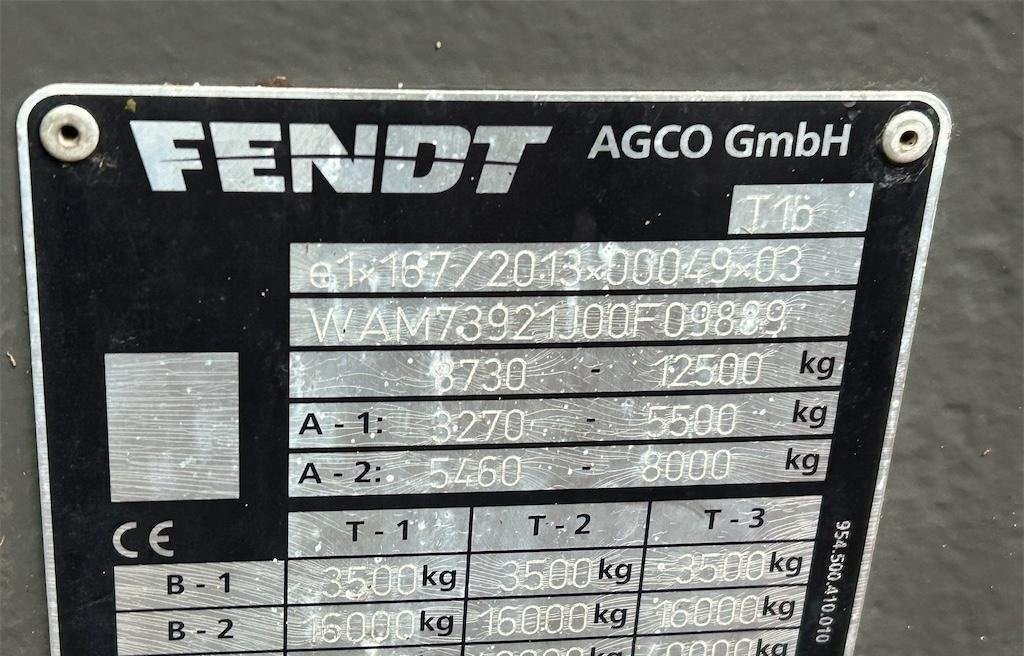 FENDT AGCO GmbH
T1b
e1*167/2013*00049*03
WAM73921J00F09889
8730 - 12500 kg
A - 1: 3270 - 5500 kg
A - 2: 5460 - 8000 kg
CE T - 1 T - 2 T - 3
B - 1 3500 kg 3500 kg 3500 kg
B - 2 16000 kg 16000 kg 16000 kg
kg
954.500.410.010